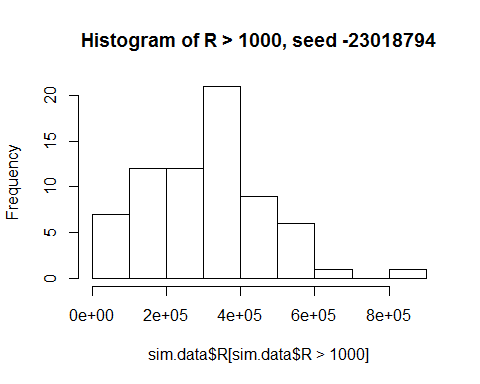 Histogram of R > 1000, seed -23018794
Frequency
20
15
10
5
0
0e+00 2e+05 4e+05 6e+05 8e+05
sim.data$R[sim.data$R > 1000]